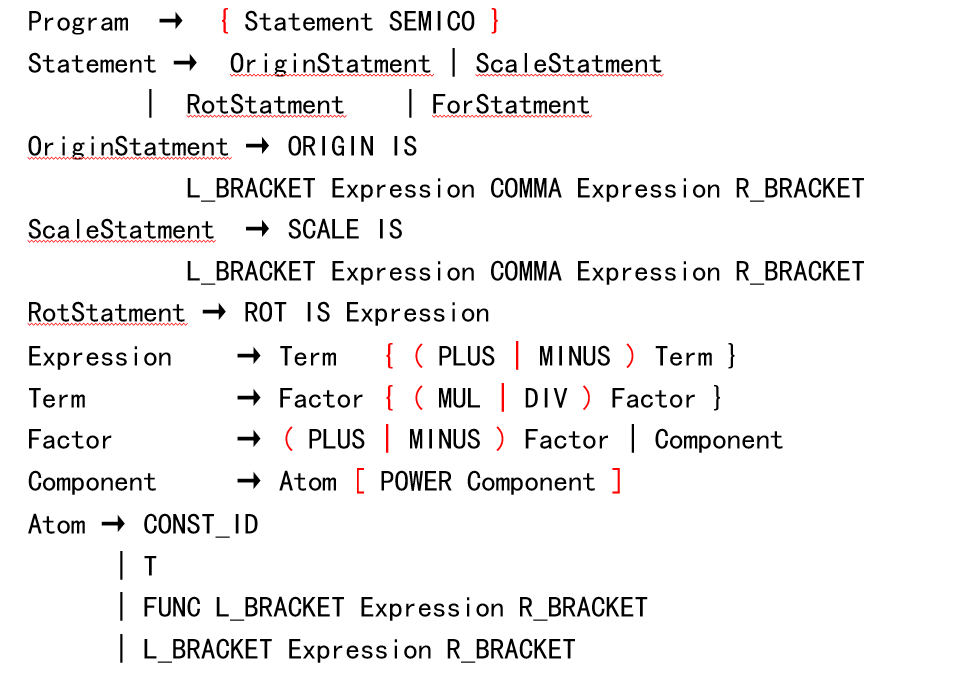 Program → { Statement SEMICO }
Statement → OriginStatment | ScaleStatment
| RotStatment | ForStatment
OriginStatment → ORIGIN IS
L_BRACKET Expression COMMA Expression R_BRACKET
ScaleStatment → SCALE IS
L_BRACKET Expression COMMA Expression R_BRACKET
RotStatment → ROT IS Expression
Expression → Term { ( PLUS | MINUS ) Term }
Term → Factor { ( MUL | DIV ) Factor }
Factor → ( PLUS | MINUS ) Factor | Component
Component → Atom [ POWER Component ]
Atom → CONST_ID
| T
| FUNC L_BRACKET Expression R_BRACKET
| L_BRACKET Expression R_BRACKET